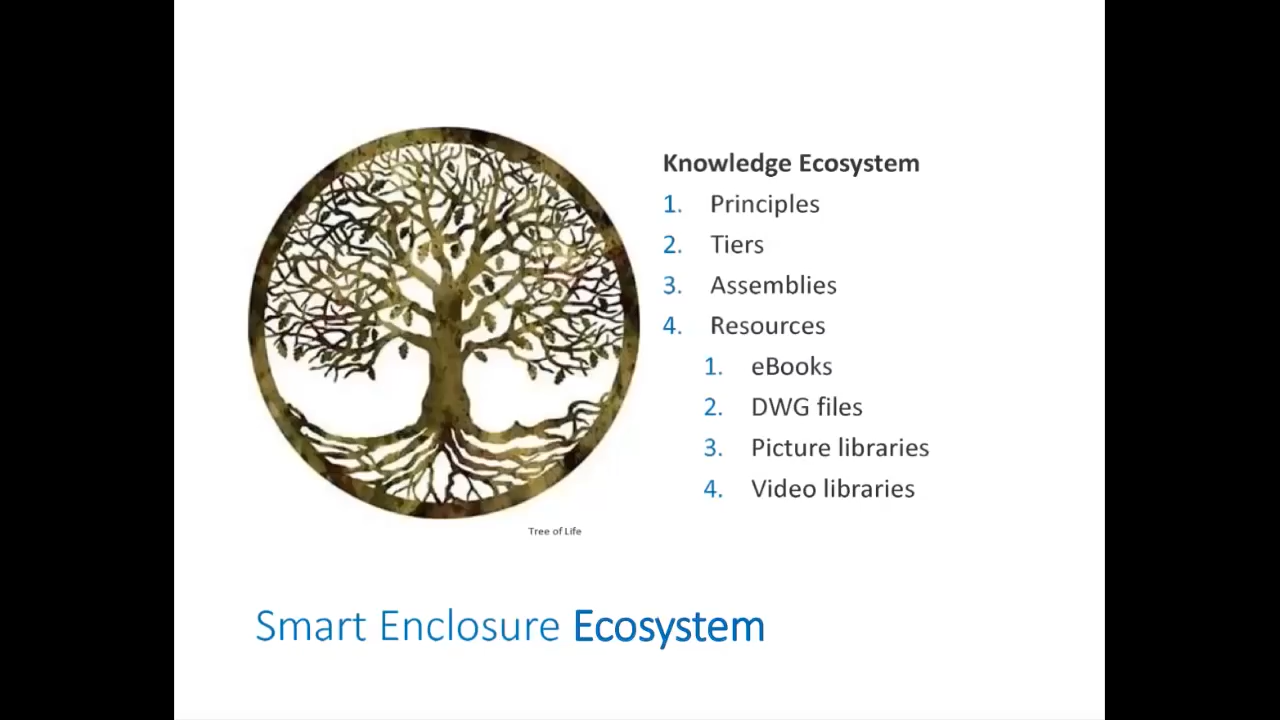 Knowledge Ecosystem
1. Principles
2. Tiers
3. Assemblies
4. Resources
1. eBooks
2. DWG files
3. Picture libraries
4. Video libraries
Tree of Life
Smart Enclosure Ecosystem